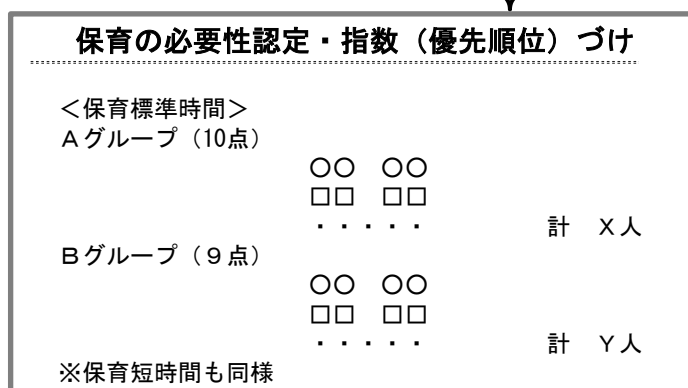 保育の必要性認定・指数（優先順位）づけ
＜保育標準時間＞
Ａグループ（10点）
○○　○○
□□　□□
・・・・・　計　Ｘ人
Ｂグループ（９点）
○○　○○
□□　□□
・・・・・　計　Ｙ人
※保育短時間も同様